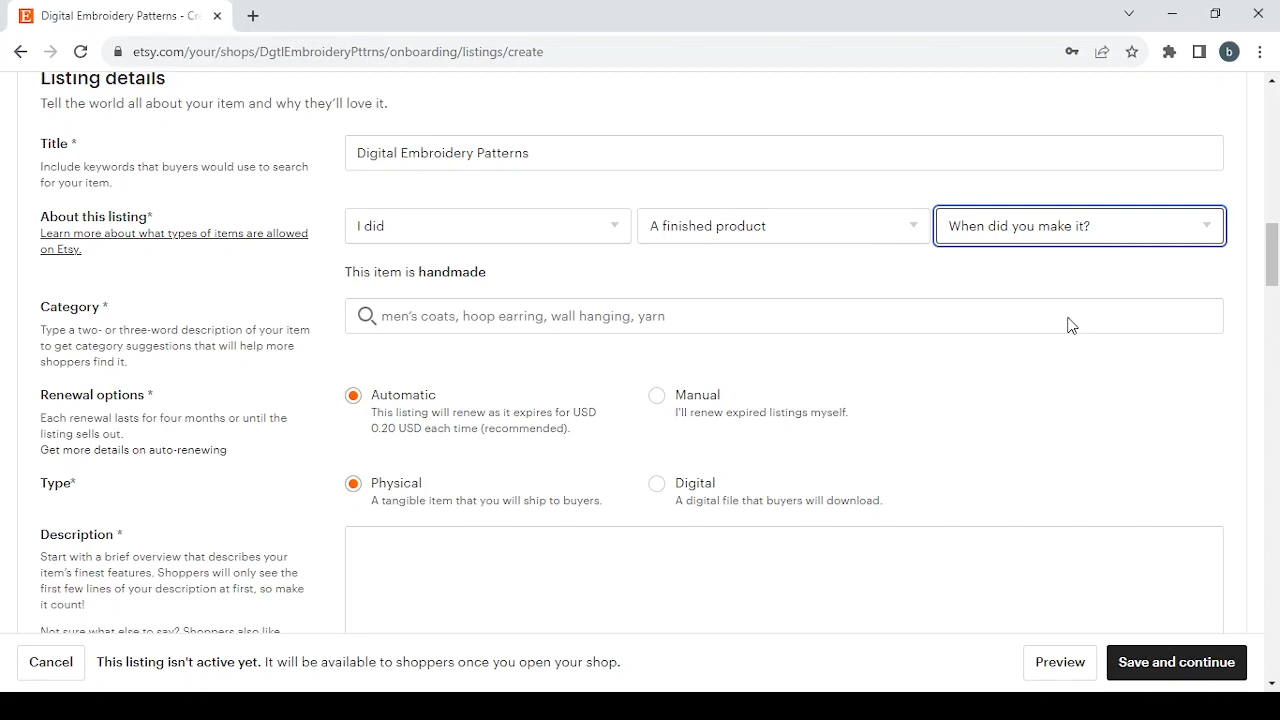 Digital Embroidery Patterns - Cr
etsy.com/your/shops/DgtlEmbroideryPttrns/onboarding/listings/create
b
Listing details
Tell the world all about your item and why they'll love it.
Title *
Include keywords that buyers would use to search
for your item.
Digital Embroidery Patterns
About this listing*
Learn more about what types of items are allowed
on Etsy.
I did
A finished product
When did you make it?
This item is handmade
Category *
Type a two- or three-word description of your item
to get category suggestions that will help more
shoppers find it.
men's coats, hoop earring, wall hanging, yarn
Renewal options *
Each renewal lasts for four months or until the
listing sells out.
Get more details on auto-renewing
Automatic
This listing will renew as it expires for USD
0.20 USD each time (recommended).
Manual
I'll renew expired listings myself.
Type*
Physical
A tangible item that you will ship to buyers.
Digital
A digital file that buyers will download.
Description *
Start with a brief overview that describes your
item's finest features. Shoppers will only see the
first few lines of your description at first, so make
it count!
Not sure what else to say? Shoppers also like
Cancel
This listing isn't active yet. It will be available to shoppers once you open your shop.
Preview
Save and continue